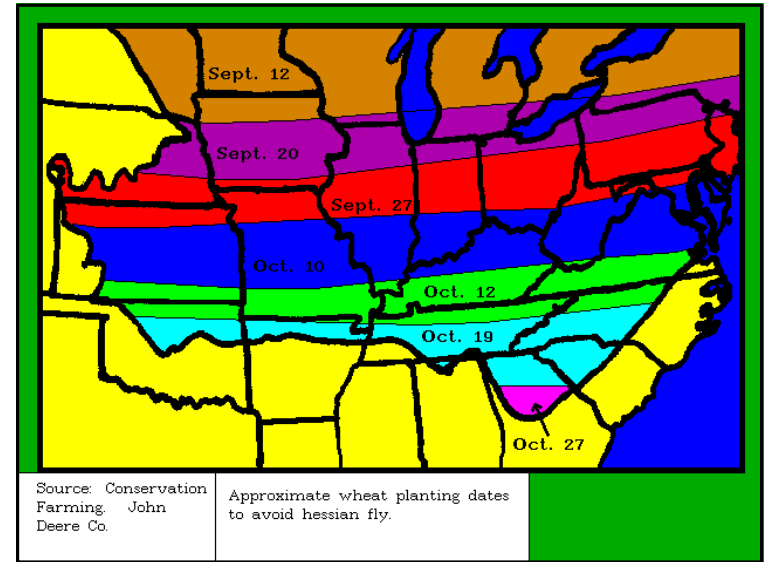 Sept. 12
Sept. 20
Sept. 27
Oct. 10
Oct. 12
Oct. 19
Oct. 27
Source: Conservation
Farming. John
Deere Co.
Approximate wheat planting dates
to avoid hessian fly.